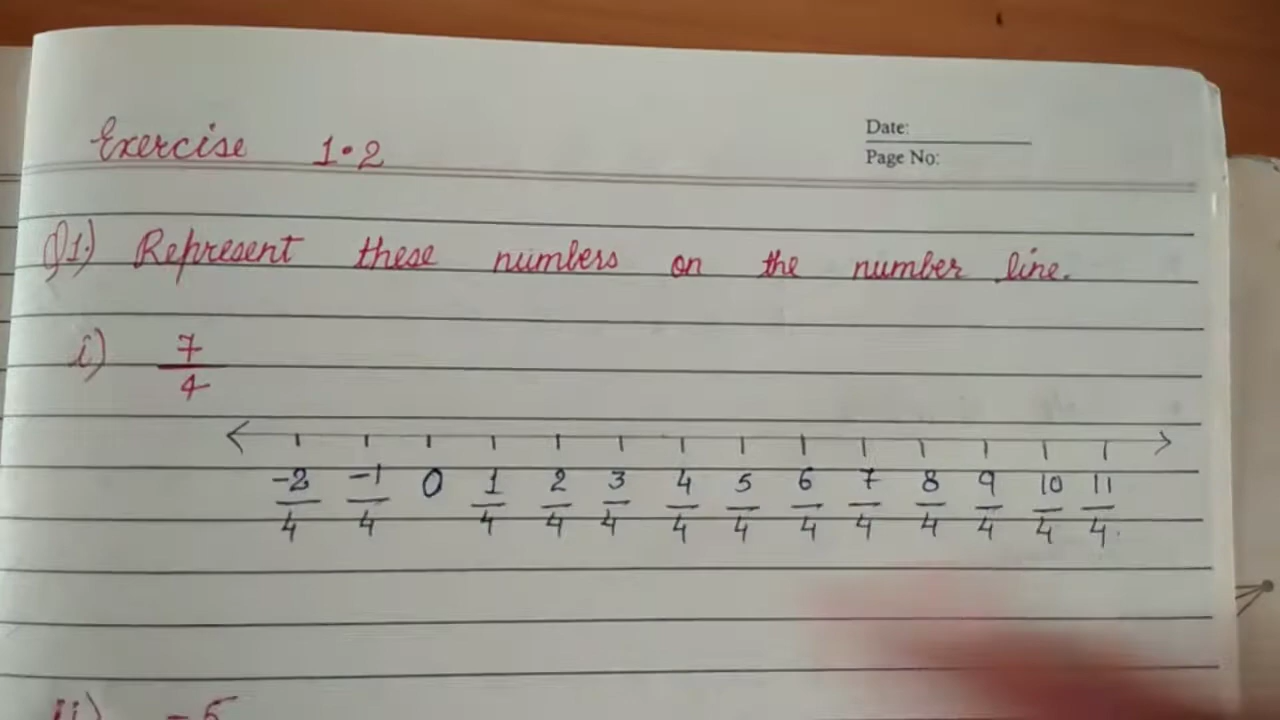 Exercise 1.2
Date:
Page No:
Q1.) Represent these numbers on the number line.
i) 7/4
-2/4 -1/4 0 1/4 2/4 3/4 4/4 5/4 6/4 7/4 8/4 9/4 10/4 11/4
ii) -5